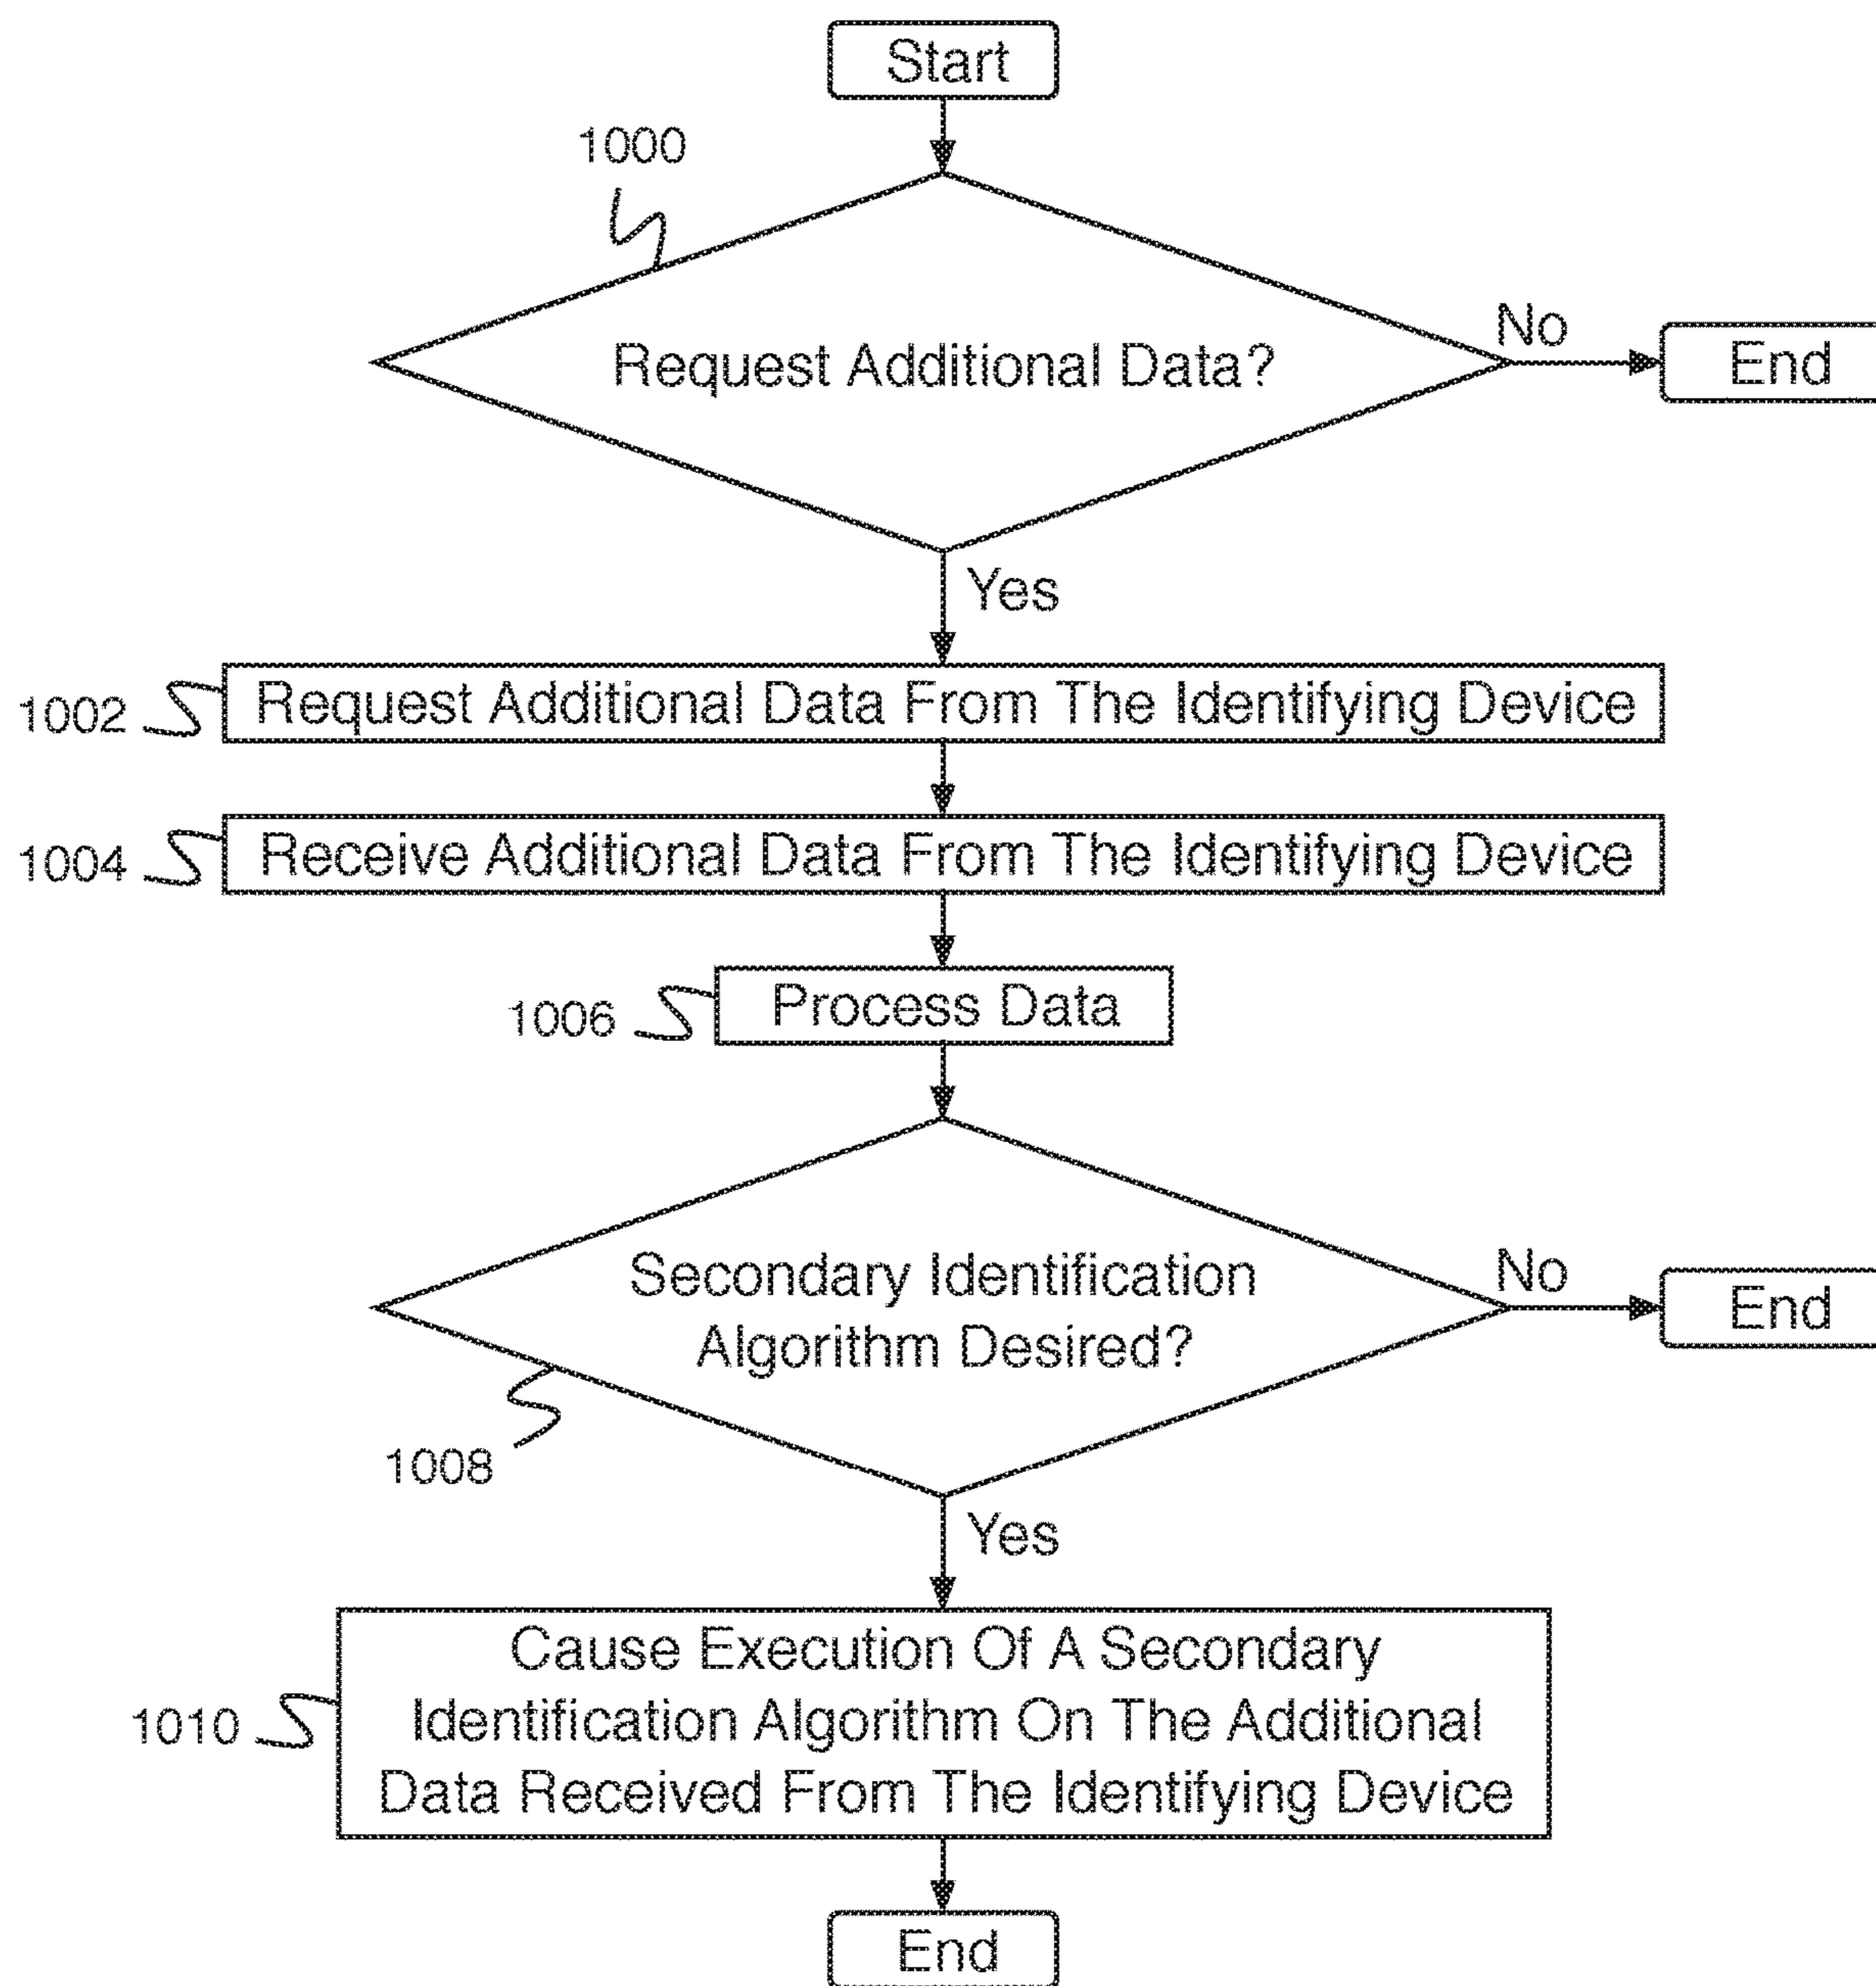 Start
1000
Request Additional Data?
No
End
Yes
1002
Request Additional Data From The Identifying Device
1004
Receive Additional Data From The Identifying Device
1006
Process Data
Secondary Identification
Algorithm Desired?
No
End
1008
Yes
1010
Cause Execution Of A Secondary
Identification Algorithm On The Additional
Data Received From The Identifying Device
End